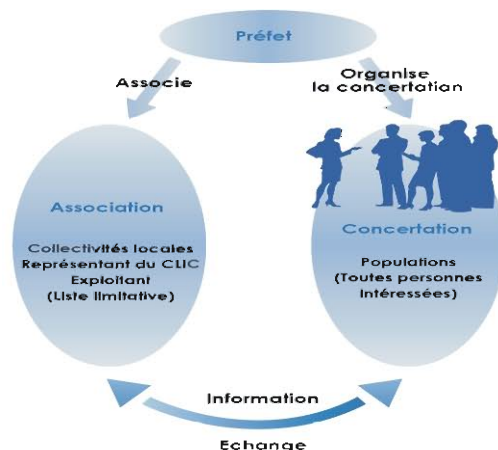 Préfet
Associe
Organise
la cancertation
Association
Collectivités locales
Représentant du CLIC
Exploitant
(Liste limitative)
Concertation
Populations
(Toutes personnes
intéressées)
Information
Echange